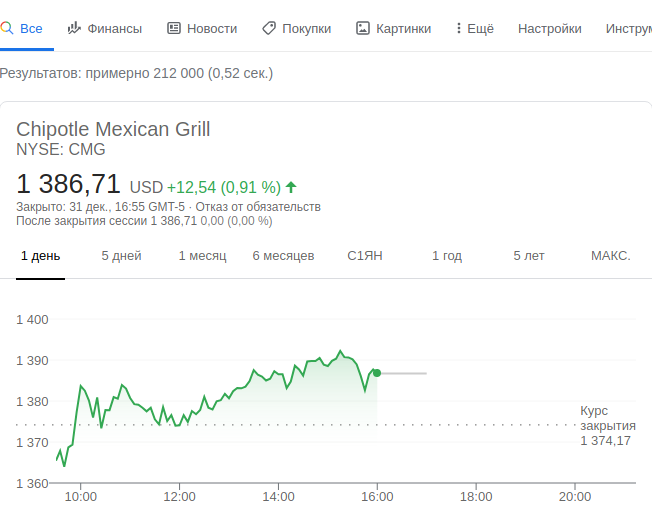 Все Финансы Новости Покупки Картинки Ещё Настройки Инструм
Результатов: примерно 212 000 (0,52 сек.)
Chipotle Mexican Grill
NYSE: CMG
1 386,71 USD +12,54 (0,91 %)
Закрыто: 31 дек., 16:55 GMT-5 · Отказ от обязательств
После закрытия сессии 1 386,71 0,00 (0,00 %)
1 день 5 дней 1 месяц 6 месяцев С1ЯН 1 год 5 лет МАКС.
1 400
1 390
1 380
1 370
1 360
Курс
закрытия
1 374,17
10:00 12:00 14:00 16:00 18:00 20:00